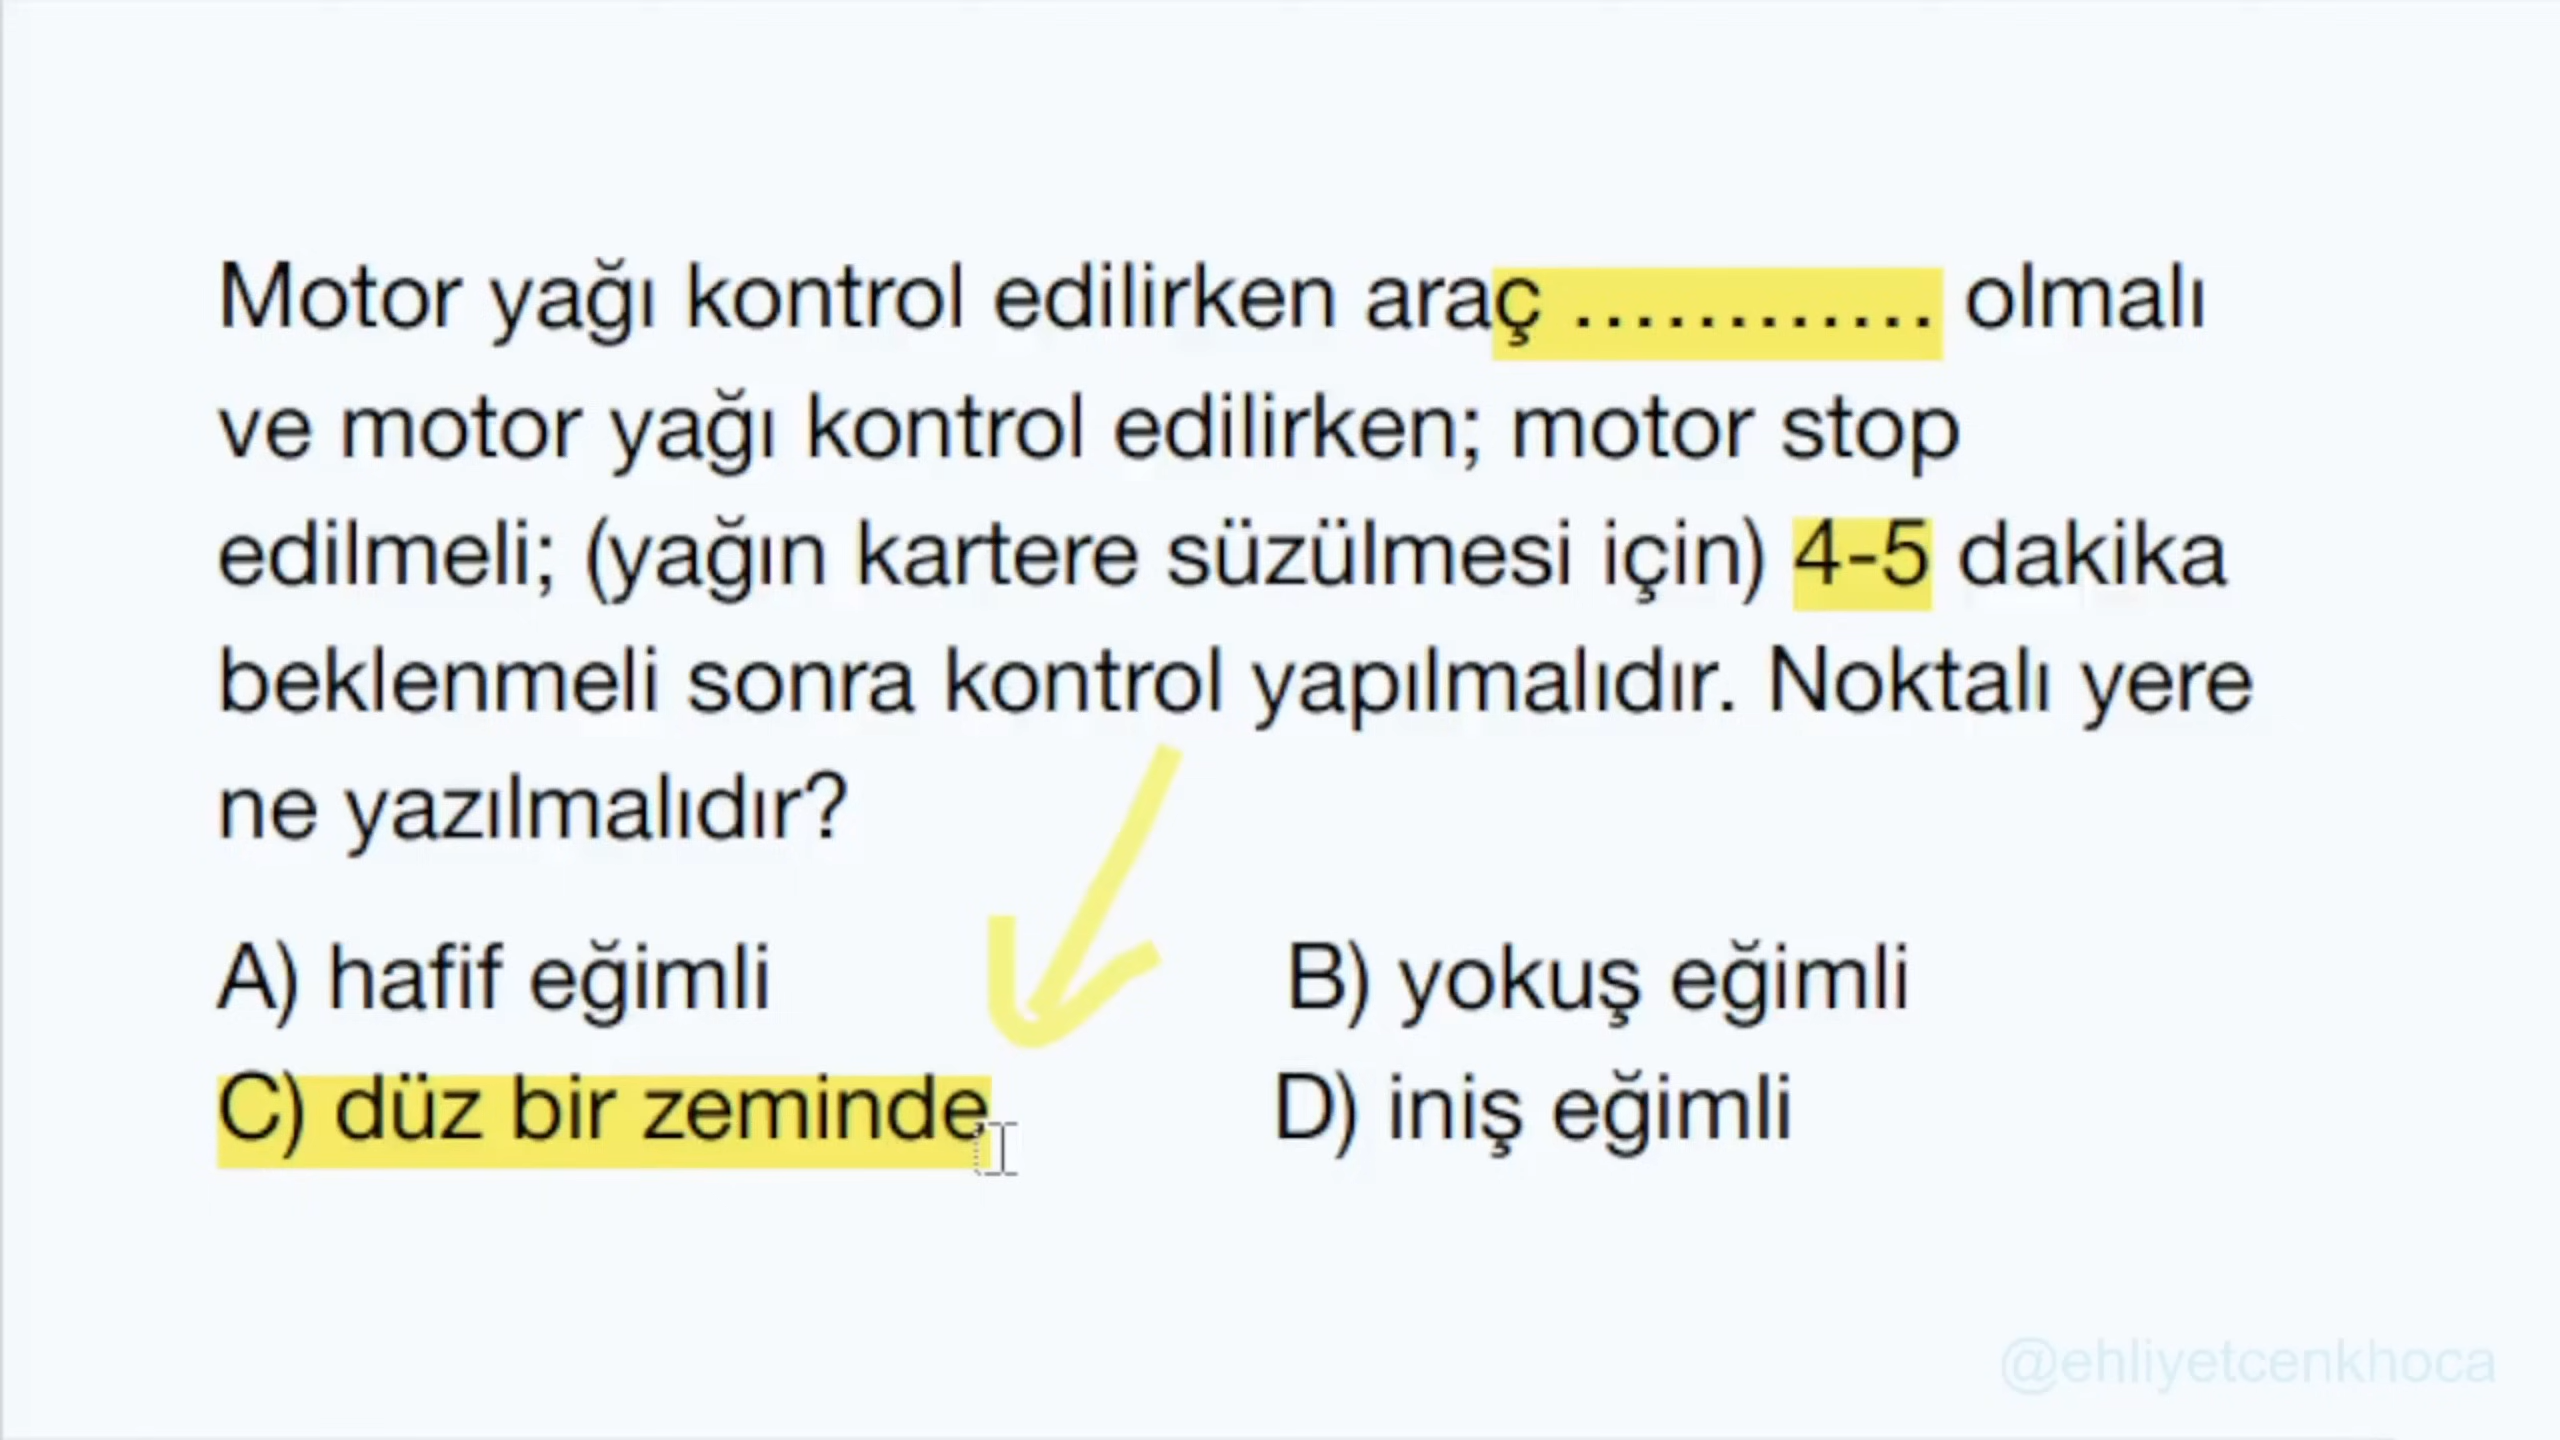 Motor yağı kontrol edilirken araç ............ olmalı
ve motor yağı kontrol edilirken; motor stop
edilmeli; (yağın kartere süzülmesi için) 4-5 dakika
beklenmeli sonra kontrol yapılmalıdır. Noktalı yere
ne yazılmalıdır?
A) hafif eğimli B) yokuş eğimli
C) düz bir zeminde D) iniş eğimli
@ehliyetcenkhoca